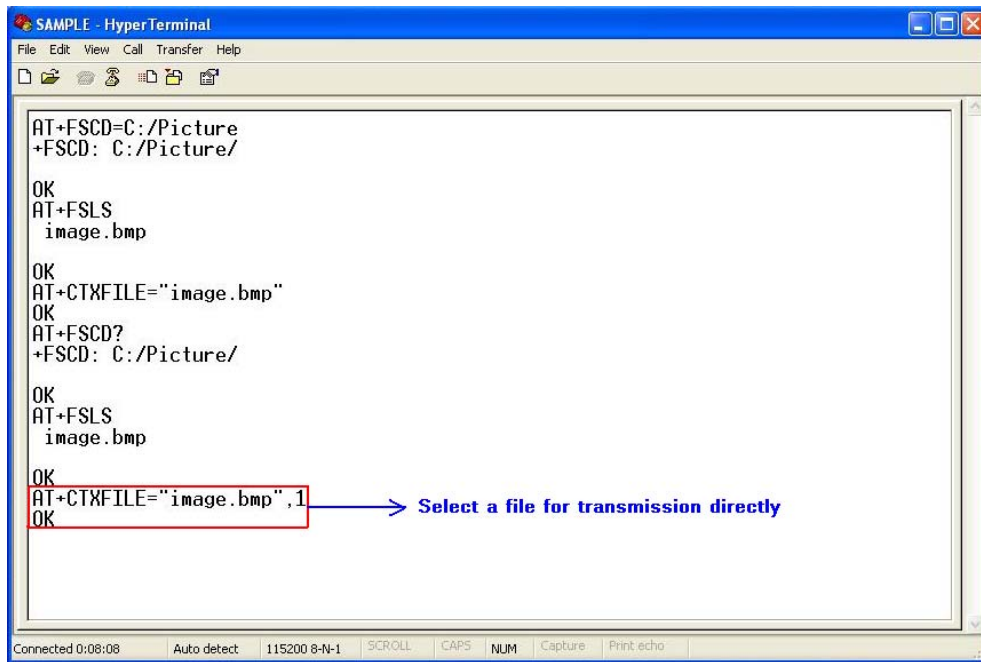 SAMPLE - HyperTerminal
File Edit View Call Transfer Help
AT+FSCD=C:/Picture
+FSCD: C:/Picture/
OK
AT+FSLS
image.bmp
OK
AT+CTXFILE="image.bmp"
OK
AT+FSCD?
+FSCD: C:/Picture/
OK
AT+FSLS
image.bmp
OK
AT+CTXFILE="image.bmp",1
Select a file for transmission directly
OK
Connected 0:08:08 Auto detect 115200 8-N-1 SCROLL CAPS NUM Capture Print echo